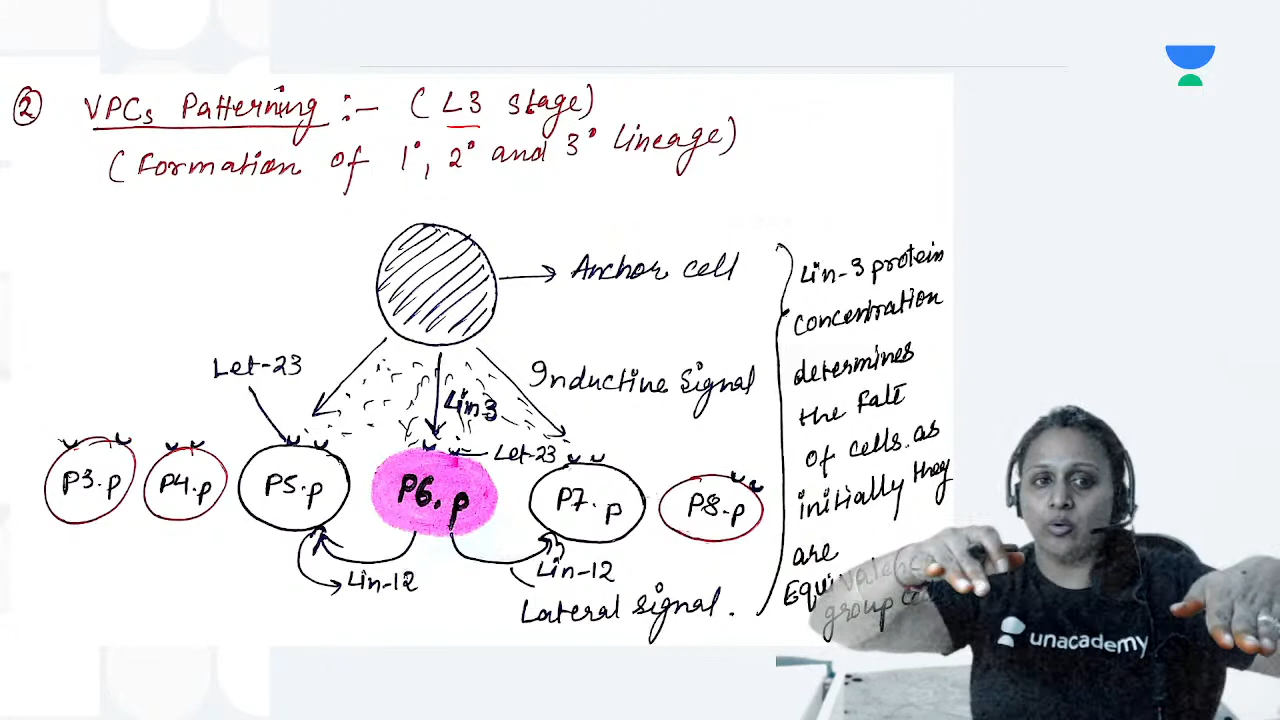 ② VPCs Patterning :- (L3 stage)
(Formation of 1°, 2° and 3° lineage)
Anchor cell
Let-23
Inductive signal
Lin3
Let-23
P3.p P4.p P5.p P6.p P7.p P8.p
Lin-12
Lin-12
Lateral signal.
Lin-3 protein
concentration
determines
the Fate
of cells. as
initially they
are
group
unacademy